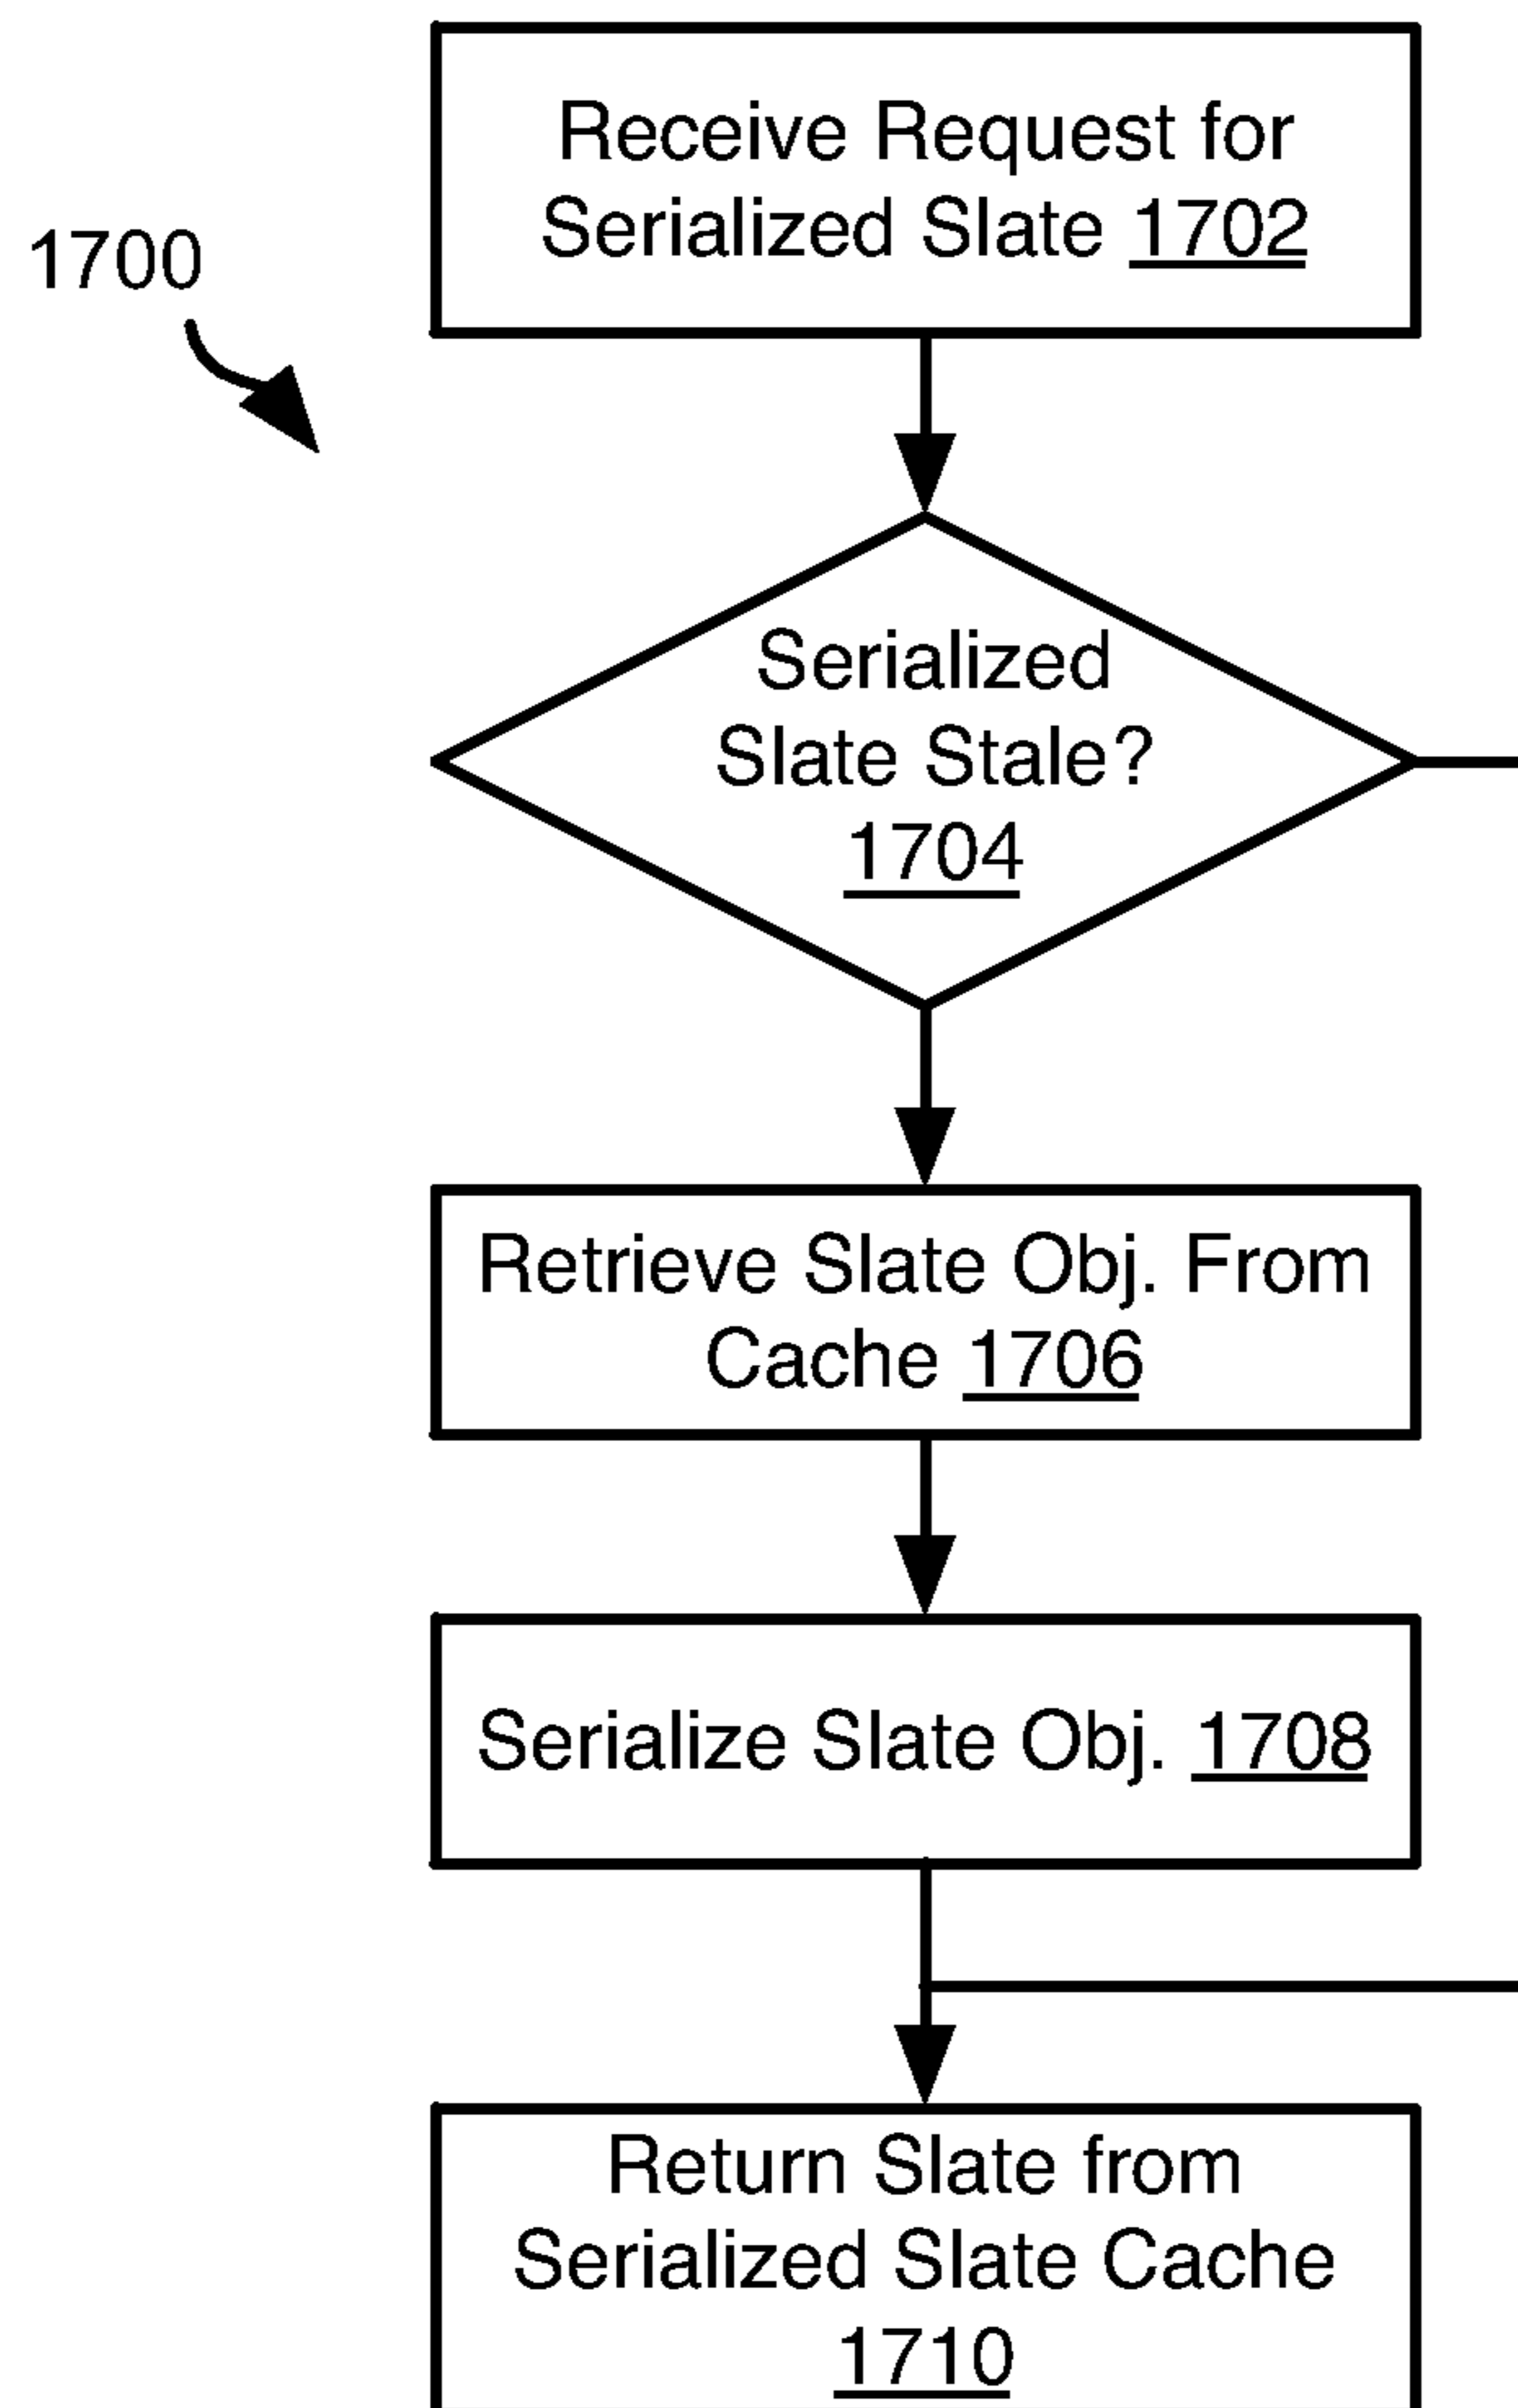 Receive Request for
Serialized Slate 1702
1700
Serialized
Slate Stale?
1704
Retrieve Slate Obj. From
Cache 1706
Serialize Slate Obj. 1708
Return Slate from
Serialized Slate Cache
1710